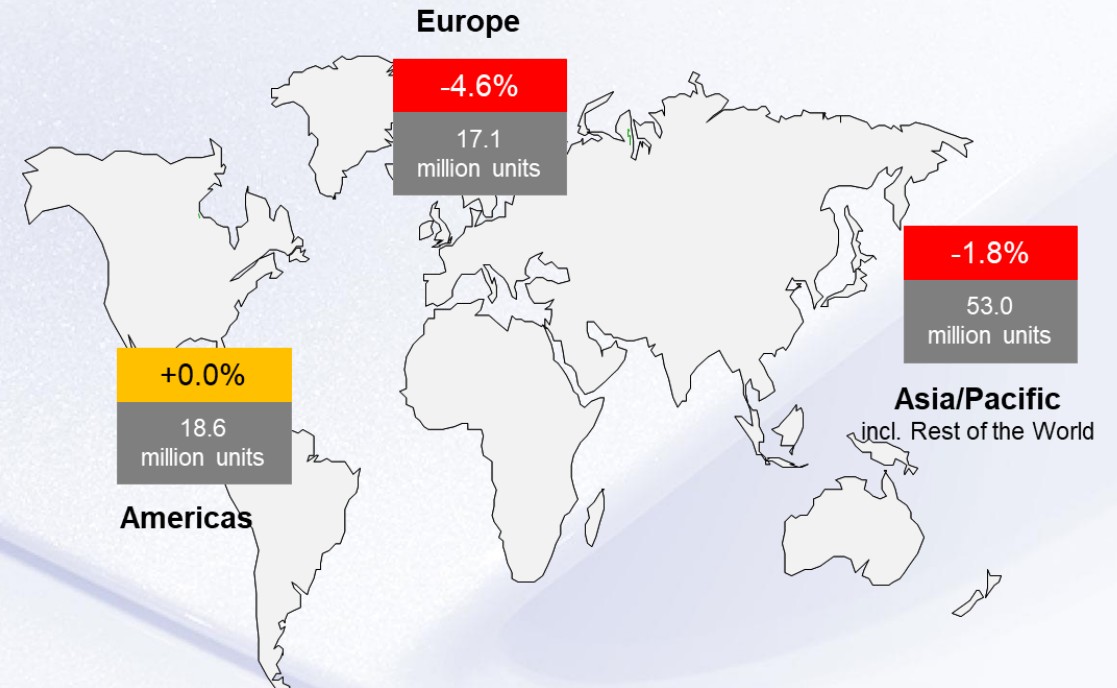 Europe
-4.6%
17.1
million units
-1.8%
53.0
million units
Asia/Pacific
incl. Rest of the World
+0.0%
18.6
million units
Americas